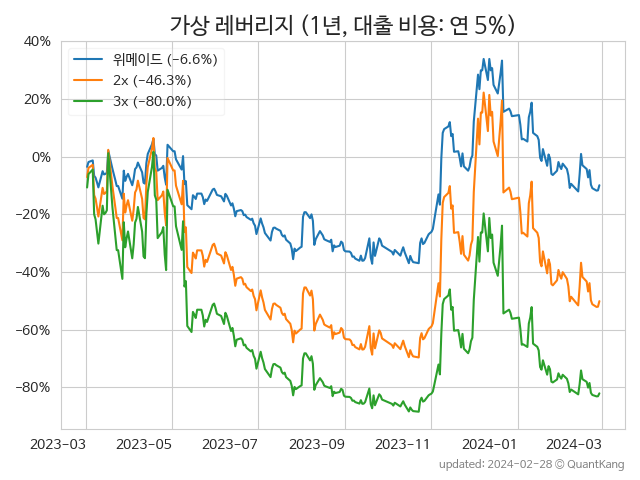 가상 레버리지 (1년, 대출 비용: 연 5%)
위메이드 (−6.6%)
2x (−46.3%)
3x (−80.0%)
40%
20%
0%
−20%
−40%
−60%
−80%
2023-03 2023-05 2023-07 2023-09 2023-11 2024-01 2024-03
updated: 2024-02-28 ⓒ QuantKang